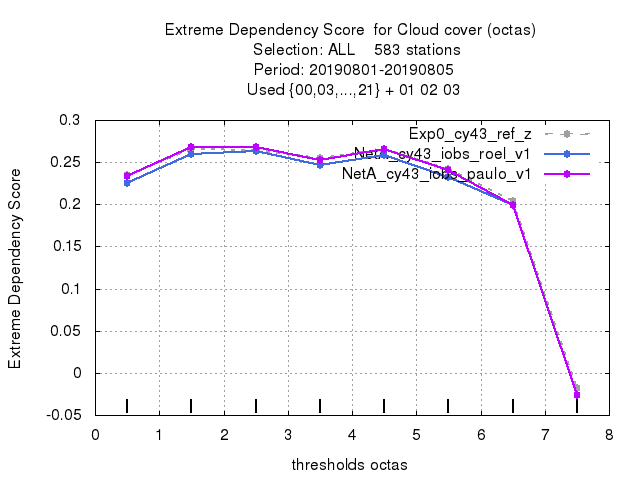 Extreme Dependency Score for Cloud cover (octas)
Selection: ALL 583 stations
Period: 20190801-20190805
Used {00,03,...,21} + 01 02 03
Exp0_cy43_ref_z
NetA_cy43_iobs_roel_v1
NetA_cy43_iobs_paulo_v1
Extreme Dependency Score
0.3
0.25
0.2
0.15
0.1
0.05
0
-0.05
0 1 2 3 4 5 6 7 8
thresholds octas